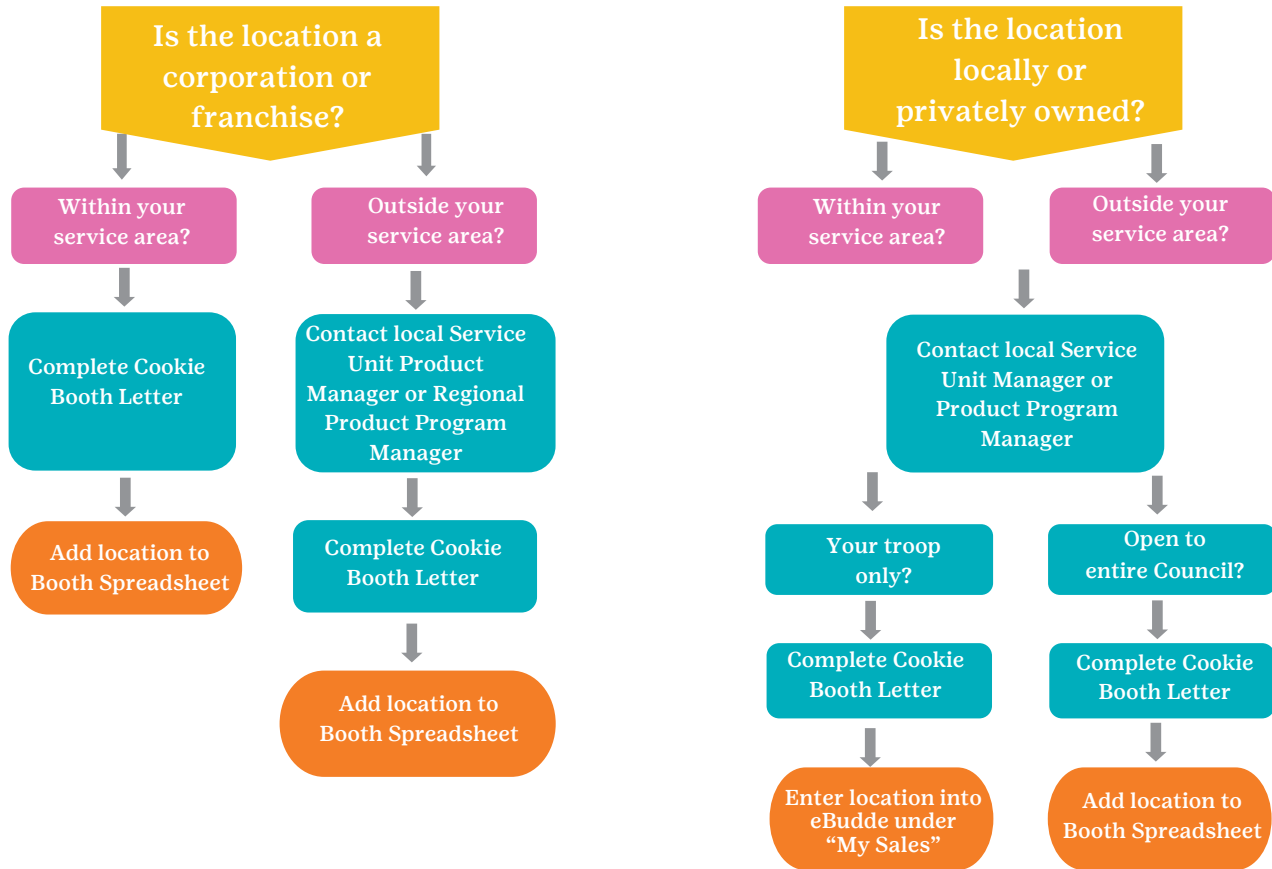 Is the location a
corporation or
franchise?
Within your
service area?
Outside your
service area?
Complete Cookie
Booth Letter
Contact local Service
Unit Product
Manager or Regional
Product Program
Manager
Add location to
Booth Spreadsheet
Complete Cookie
Booth Letter
Add location to
Booth Spreadsheet
Is the location
locally or
privately owned?
Within your
service area?
Outside your
service area?
Contact local Service
Unit Manager or
Product Program
Manager
Your troop
only?
Open to
entire Council?
Complete Cookie
Booth Letter
Complete Cookie
Booth Letter
Enter location into
eBudde under
“My Sales”
Add location to
Booth Spreadsheet